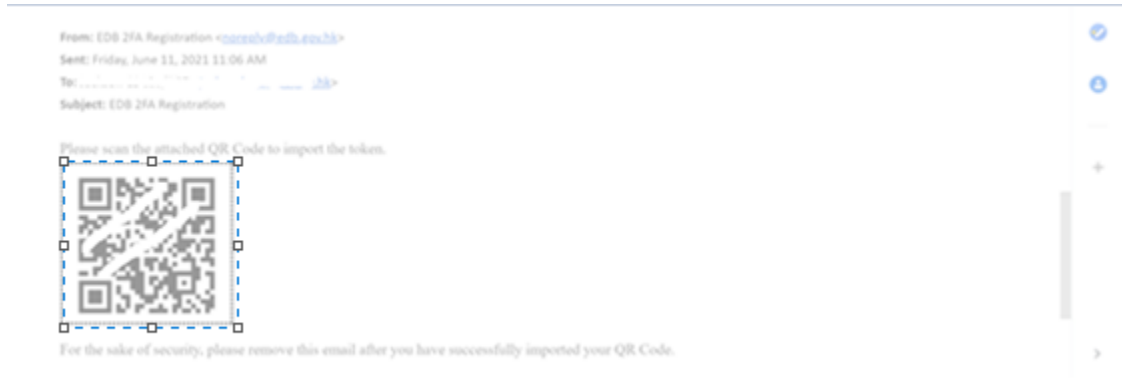 From: EDB 2FA Registration <noreply@edb.gov.hk>
Sent: Friday, June 11, 2021 11:06 AM
To: .hk>
Subject: EDB 2FA Registration
Please scan the attached QR Code to import the token.
For the sake of security, please remove this email after you have successfully imported your QR Code.